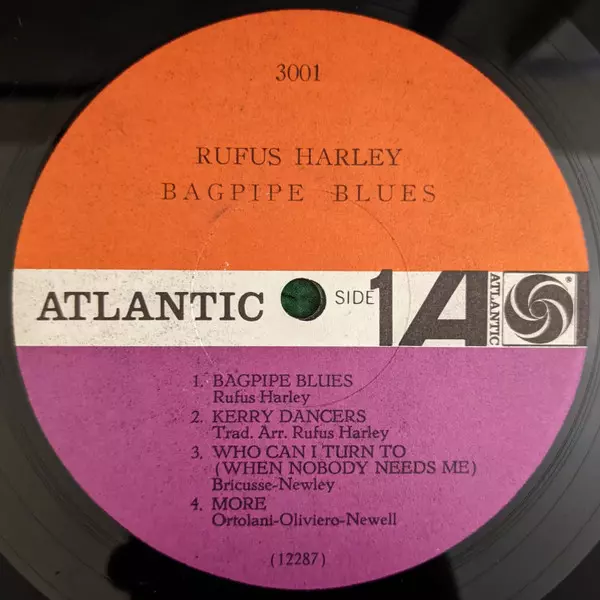 3001
RUFUS HARLEY
BAGPIPE BLUES
ATLANTIC SIDE 1 A ATLANTIC ®
1. BAGPIPE BLUES
Rufus Harley
2. KERRY DANCERS
Trad. Arr. Rufus Harley
3. WHO CAN I TURN TO
(WHEN NOBODY NEEDS ME)
Bricusse-Newley
4. MORE
Ortolani-Oliviero-Newell
(12287)